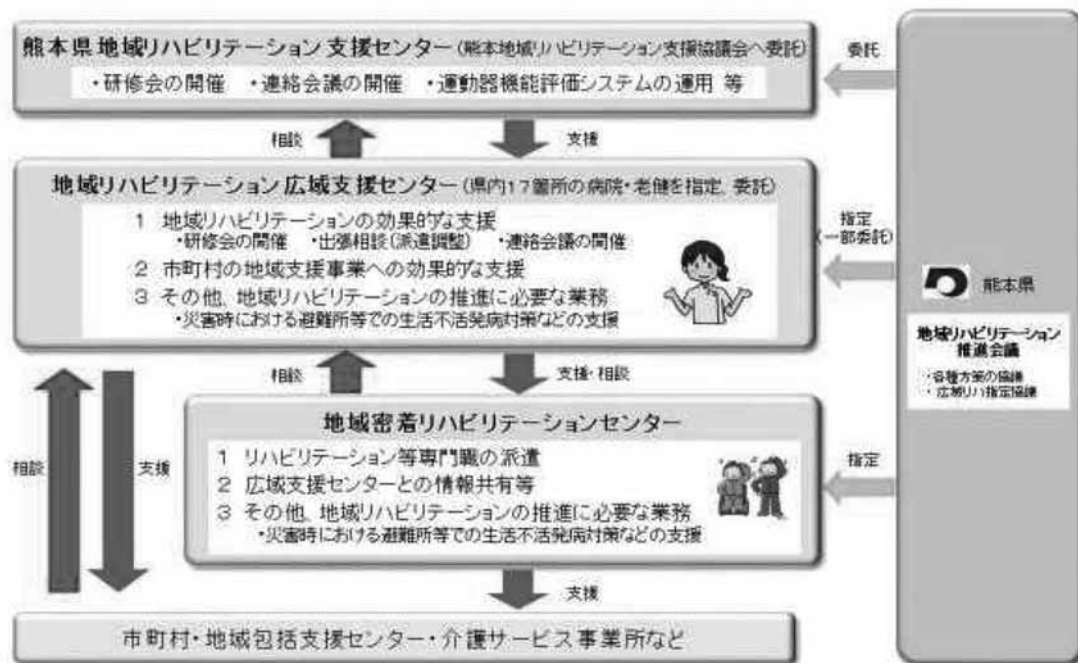 熊本県地域リハビリテーション支援センター(熊本地域リハビリテーション支援協議会へ委託)
・研修会の開催 ・連絡会議の開催 ・運動器機能評価システムの運用 等
委託
相談
支援
地域リハビリテーション広域支援センター(県内17箇所の病院・老健を指定、委託)
1 地域リハビリテーションの効果的な支援
・研修会の開催 ・出張相談(派遣調整) ・連絡会議の開催
2 市町村の地域支援事業への効果的な支援
3 その他、地域リハビリテーションの推進に必要な業務
・災害時における避難所等での生活不活発病対策などの支援
指定
(一部委託)
熊本県
地域リハビリテーション
推進会議
・各種方策の協議
・広域リハ指定協議
相談
支援・相談
地域密着リハビリテーションセンター
1 リハビリテーション等専門職の派遣
2 広域支援センターとの情報共有等
3 その他、地域リハビリテーションの推進に必要な業務
・災害時における避難所等での生活不活発病対策などの支援
指定
相談
支援
支援
市町村・地域包括支援センター・介護サービス事業所など